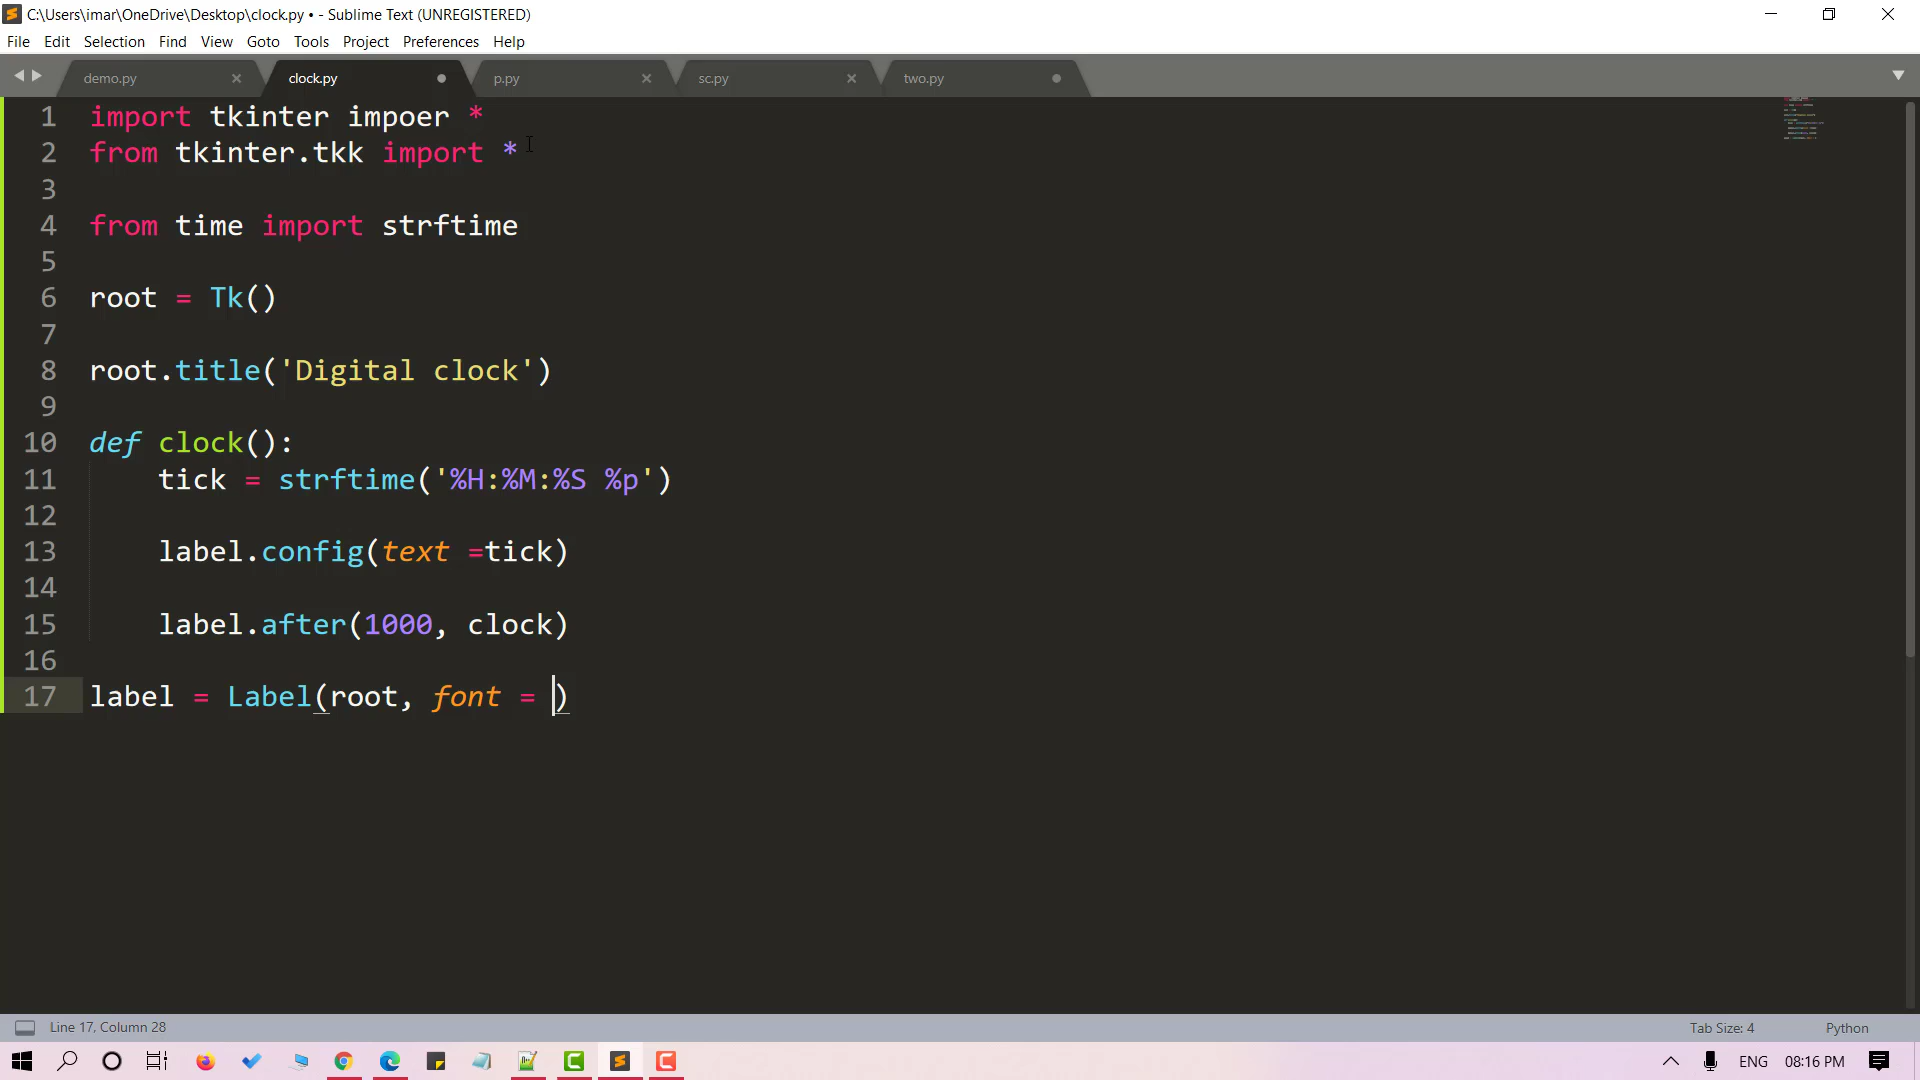 C:\Users\imar\OneDrive\Desktop\clock.py • - Sublime Text (UNREGISTERED)
File Edit Selection Find View Goto Tools Project Preferences Help
demo.py clock.py p.py sc.py two.py
1 import tkinter impoer *
2 from tkinter.tkk import *
3
4 from time import strftime
5
6 root = Tk()
7
8 root.title('Digital clock')
9
10 def clock():
11 tick = strftime('%H:%M:%S %p')
12
13 label.config(text =tick)
14
15 label.after(1000, clock)
16
17 label = Label(root, font = )
Line 17, Column 28 Tab Size: 4 Python
ENG 08:16 PM